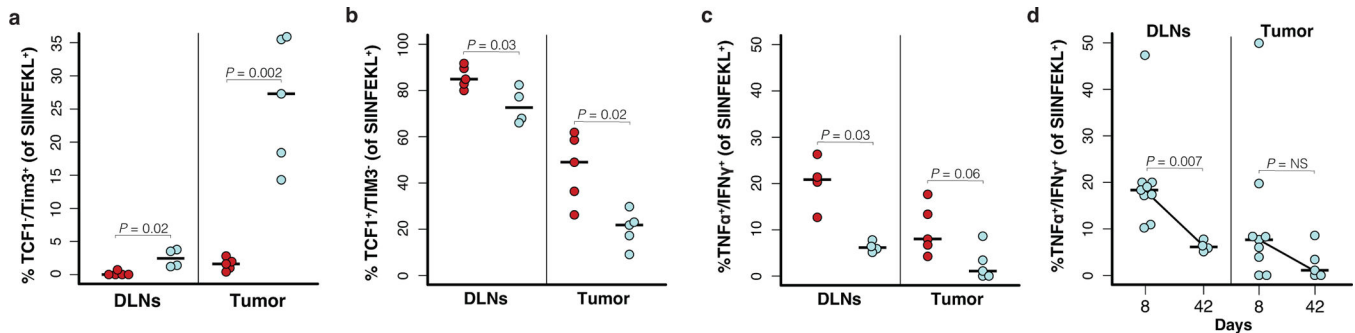 a
% TCF1⁻/Tim3⁺ (of SIINFEKL⁺)
35
30
25
20
15
10
5
0
P = 0.02
P = 0.002
DLNs
Tumor
b
% TCF1⁺/TIM3⁻ (of SIINFEKL⁺)
100
80
60
40
20
0
P = 0.03
P = 0.02
DLNs
Tumor
c
%TNFα⁺/IFNγ⁺ (of SIINFEKL⁺)
50
40
30
20
10
0
P = 0.03
P = 0.06
DLNs
Tumor
d
DLNs
Tumor
%TNFα⁺/IFNγ⁺ (of SIINFEKL⁺)
50
40
30
20
10
0
P = 0.007
P = NS
8
42
8
42
Days